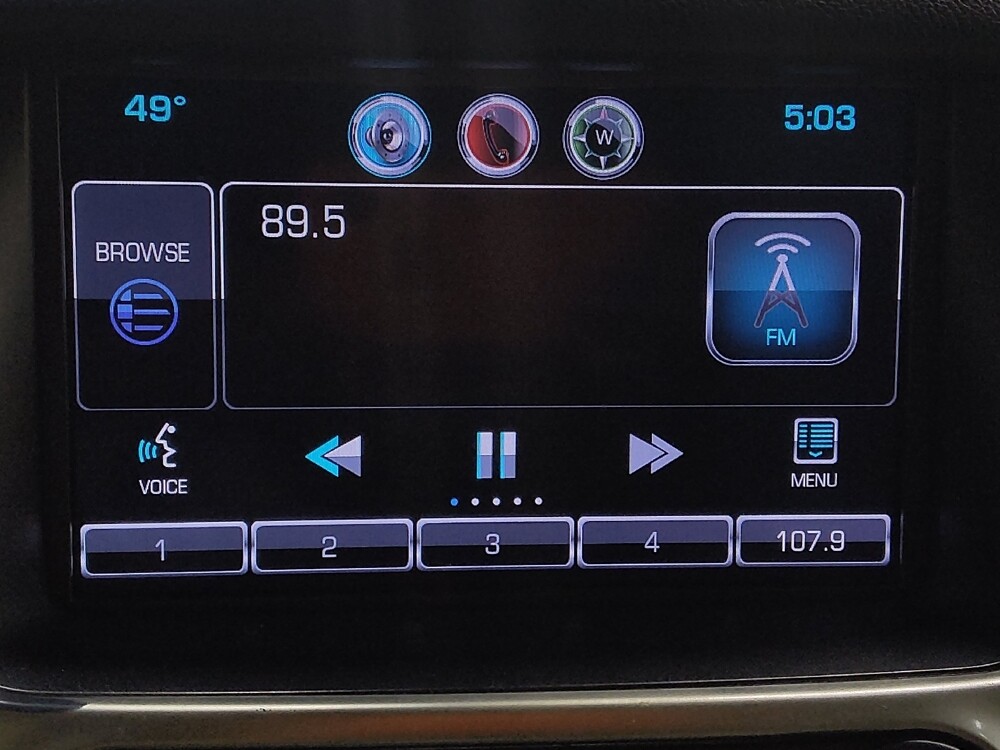 49°
W
5:03
89.5
BROWSE
FM
VOICE
MENU
1
2
3
4
107.9